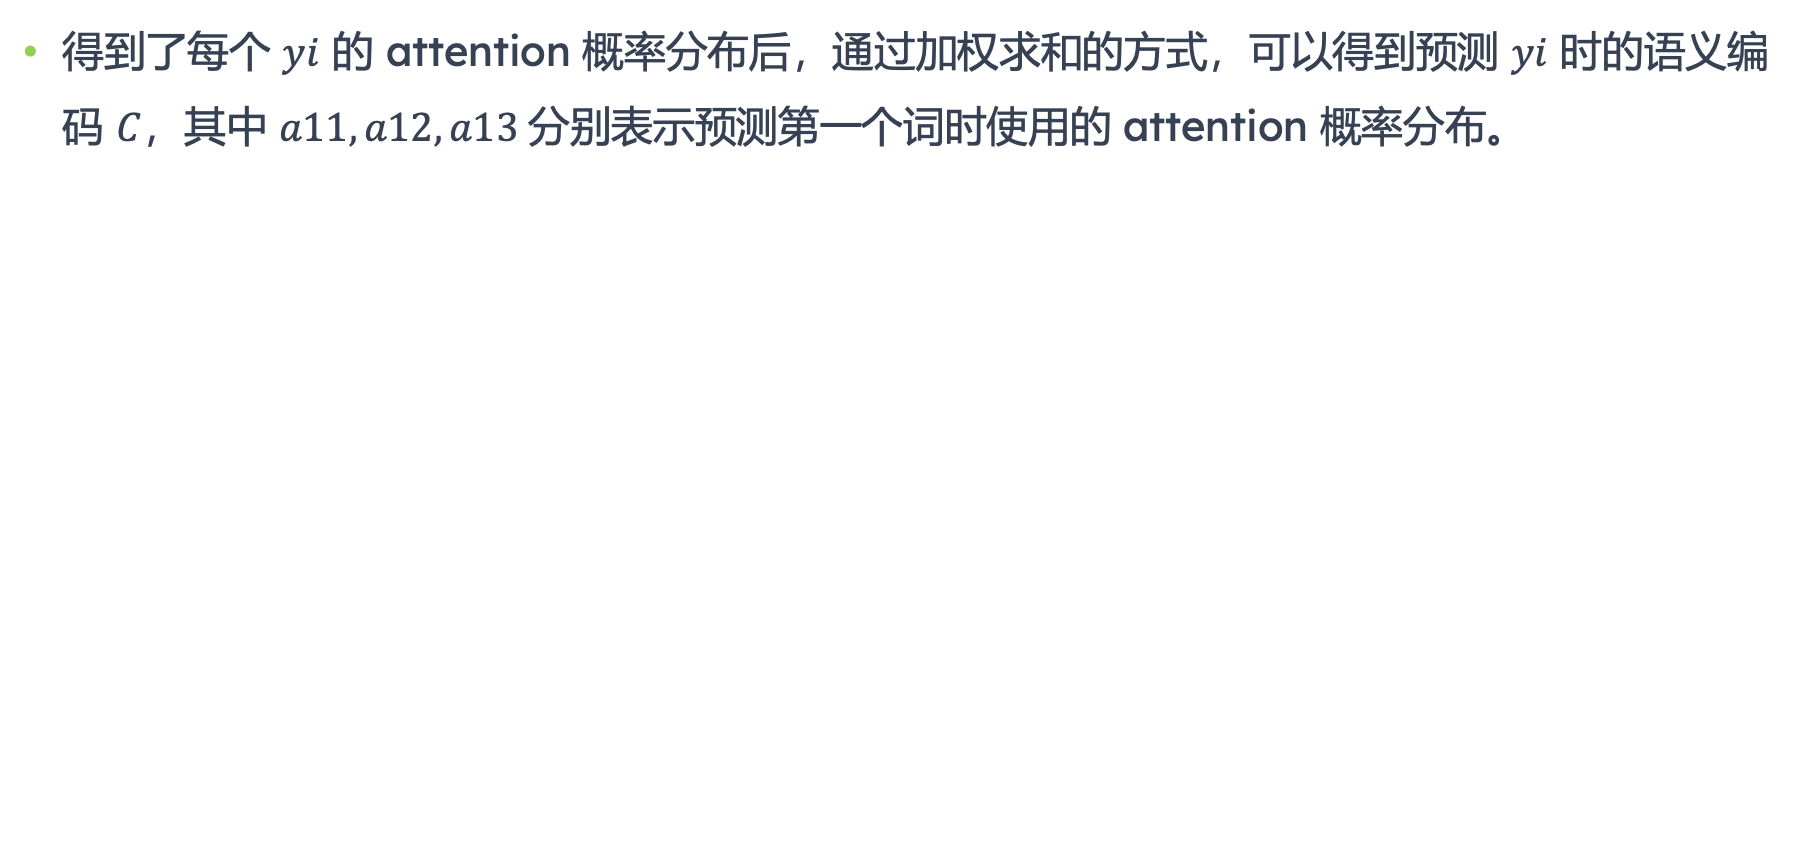 • 得到了每个 yi 的 attention 概率分布后，通过加权求和的方式，可以得到预测 yi 时的语义编
码 C，其中 a11,a12,a13 分别表示预测第一个词时使用的 attention 概率分布。